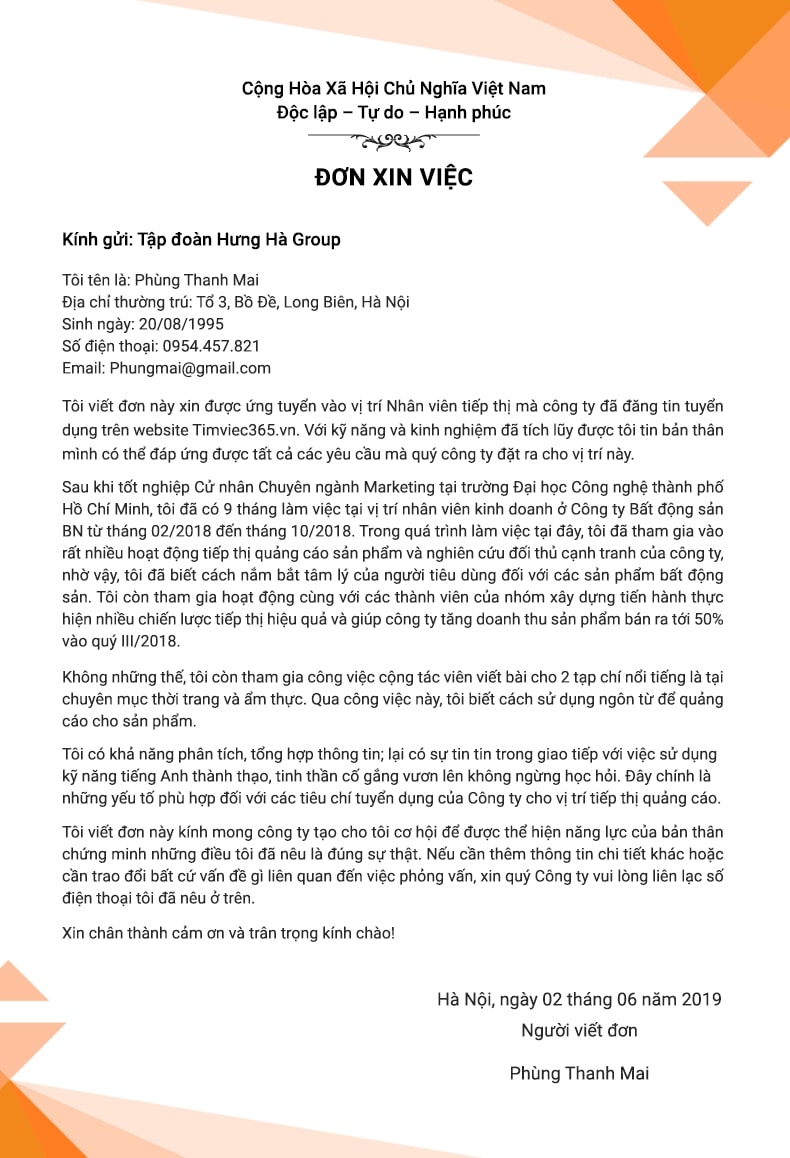 Cộng Hòa Xã Hội Chủ Nghĩa Việt Nam
Độc lập – Tự do – Hạnh phúc
ĐƠN XIN VIỆC
Kính gửi: Tập đoàn Hưng Hà Group
Tôi tên là: Phùng Thanh Mai
Địa chỉ thường trú: Tổ 3, Bồ Đề, Long Biên, Hà Nội
Sinh ngày: 20/08/1995
Số điện thoại: 0954.457.821
Email: Phungmai@gmail.com
Tôi viết đơn này xin được ứng tuyển vào vị trí Nhân viên tiếp thị mà công ty đã đăng tin tuyển
dụng trên website Timviec365.vn. Với kỹ năng và kinh nghiệm đã tích lũy được tôi tin bản thân
mình có thể đáp ứng được tất cả các yêu cầu mà quý công ty đặt ra cho vị trí này.
Sau khi tốt nghiệp Cử nhân Chuyên ngành Marketing tại trường Đại học Công nghệ thành phố
Hồ Chí Minh, tôi đã có 9 tháng làm việc tại vị trí nhân viên kinh doanh ở Công ty Bất động sản
BN từ tháng 02/2018 đến tháng 10/2018. Trong quá trình làm việc tại đây, tôi đã tham gia vào
rất nhiều hoạt động tiếp thị quảng cáo sản phẩm và nghiên cứu đối thủ cạnh tranh của công ty,
nhờ vậy, tôi đã biết cách nắm bắt tâm lý của người tiêu dùng đối với các sản phẩm bất động
sản. Tôi còn tham gia hoạt động cùng với các thành viên của nhóm xây dựng tiến hành thực
hiện nhiều chiến lược tiếp thị hiệu quả và giúp công ty tăng doanh thu sản phẩm bán ra tới 50%
vào quý III/2018.
Không những thế, tôi còn tham gia công việc cộng tác viên viết bài cho 2 tạp chí nổi tiếng là tại
chuyên mục thời trang và ẩm thực. Qua công việc này, tôi biết cách sử dụng ngôn từ để quảng
cáo cho sản phẩm.
Tôi có khả năng phân tích, tổng hợp thông tin; lại có sự tin tin trong giao tiếp với việc sử dụng
kỹ năng tiếng Anh thành thạo, tinh thần cố gắng vươn lên không ngừng học hỏi. Đây chính là
những yếu tố phù hợp đối với các tiêu chí tuyển dụng của Công ty cho vị trí tiếp thị quảng cáo.
Tôi viết đơn này kính mong công ty tạo cho tôi cơ hội để được thể hiện năng lực của bản thân
chứng minh những điều tôi đã nêu là đúng sự thật. Nếu cần thêm thông tin chi tiết khác hoặc
cần trao đổi bất cứ vấn đề gì liên quan đến việc phỏng vấn, xin quý Công ty vui lòng liên lạc số
điện thoại tôi đã nêu ở trên.
Xin chân thành cảm ơn và trân trọng kính chào!
Hà Nội, ngày 02 tháng 06 năm 2019
Người viết đơn
Phùng Thanh Mai